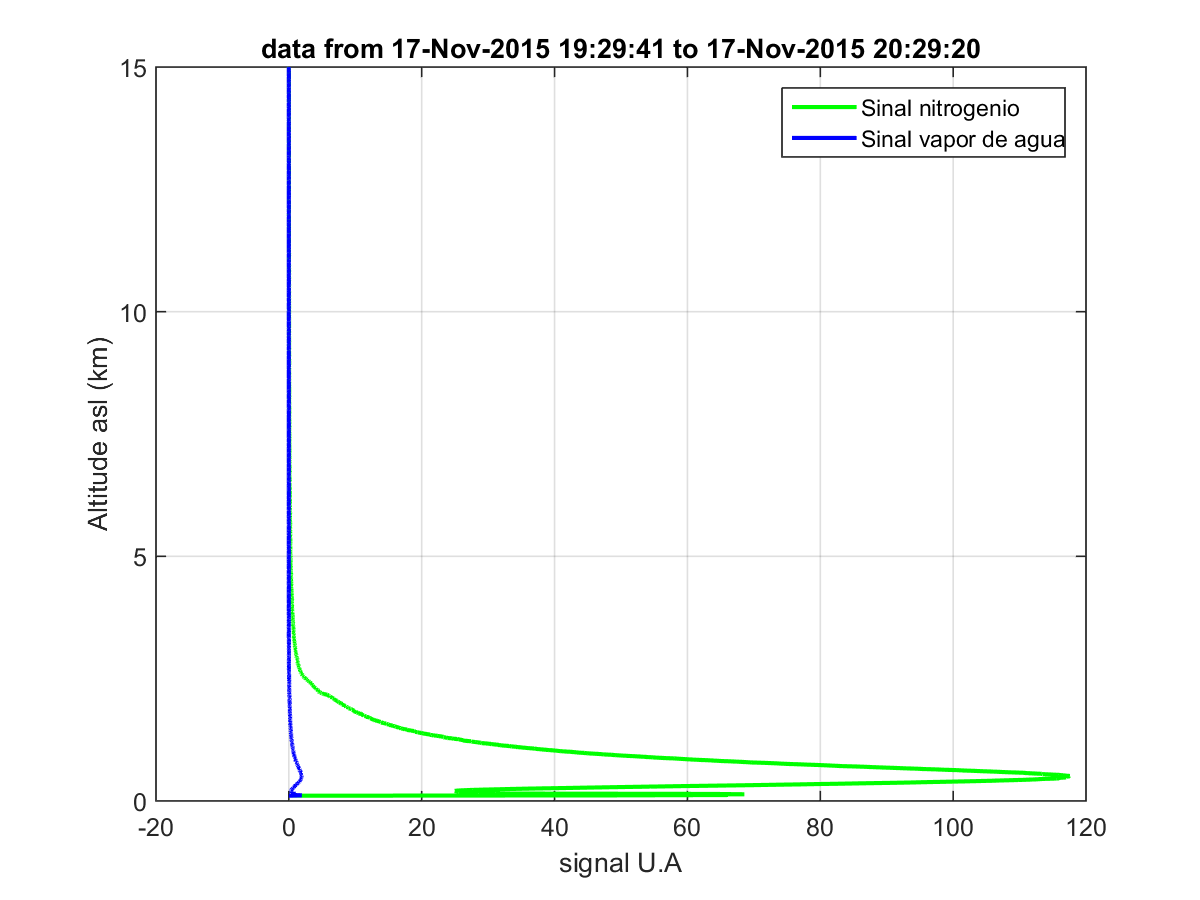 data from 17-Nov-2015 19:29:41 to 17-Nov-2015 20:29:20
15
Sinal nitrogenio
Sinal vapor de agua
10
Altitude asl (km)
5
0
-20 0 20 40 60 80 100 120
signal U.A